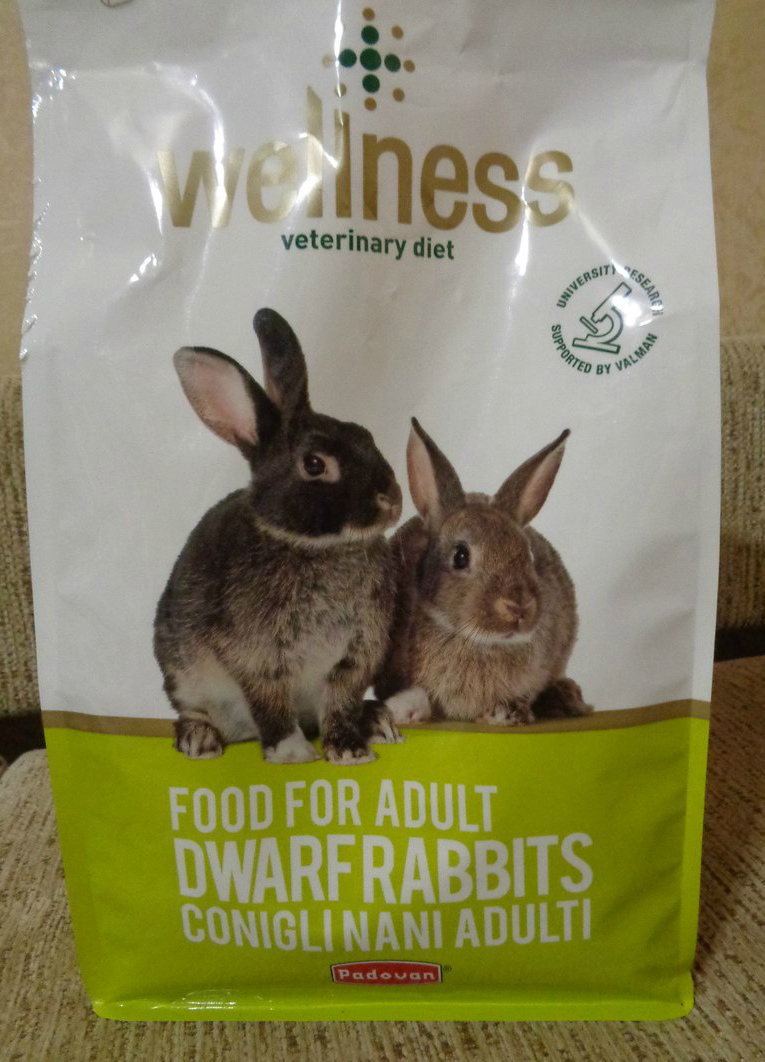 wellness
veterinary diet
UNIVERSITY RESEARCH
SUPPORTED BY VALMAN
FOOD FOR ADULT
DWARF RABBITS
CONIGLI NANI ADULTI
Padovan®